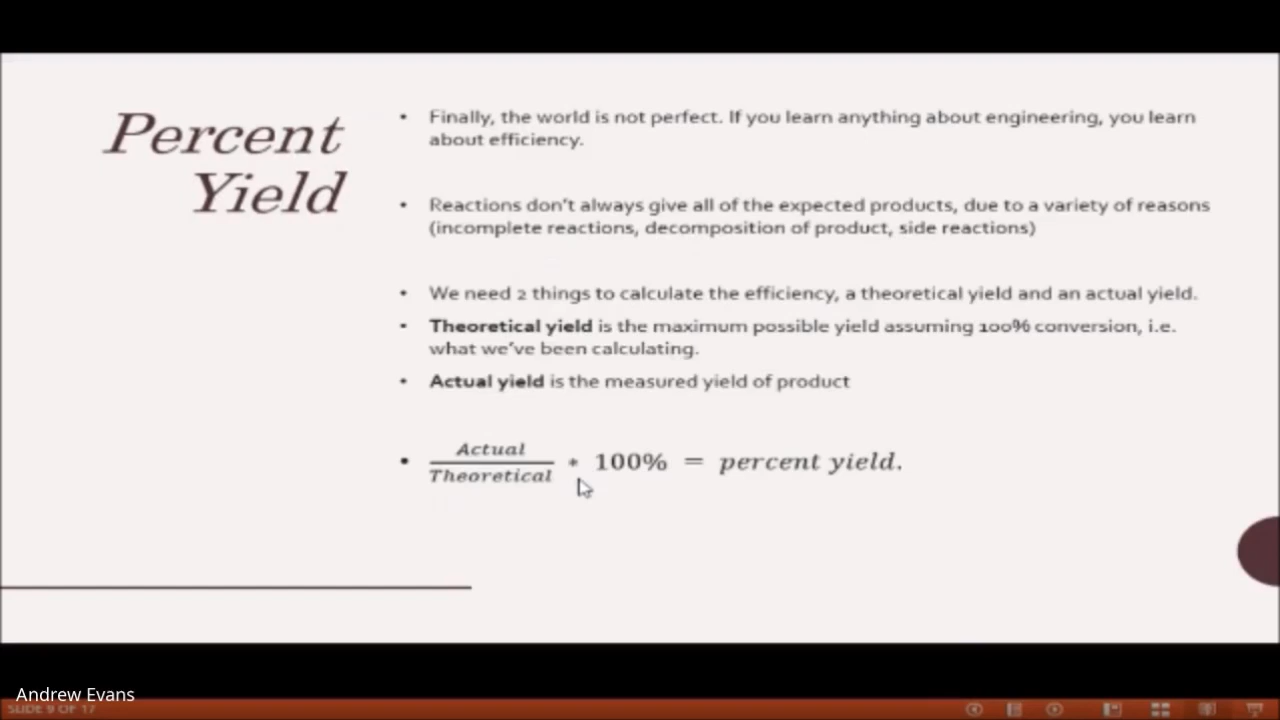 Percent
Yield
• Finally, the world is not perfect. If you learn anything about engineering, you learn
about efficiency.
• Reactions don't always give all of the expected products, due to a variety of reasons
(incomplete reactions, decomposition of product, side reactions)
• We need 2 things to calculate the efficiency, a theoretical yield and an actual yield.
• Theoretical yield is the maximum possible yield assuming 100% conversion, i.e.
what we've been calculating.
• Actual yield is the measured yield of product
• Actual
Theoretical
* 100% = percent yield.
Andrew Evans
SLIDE 9 OF 17